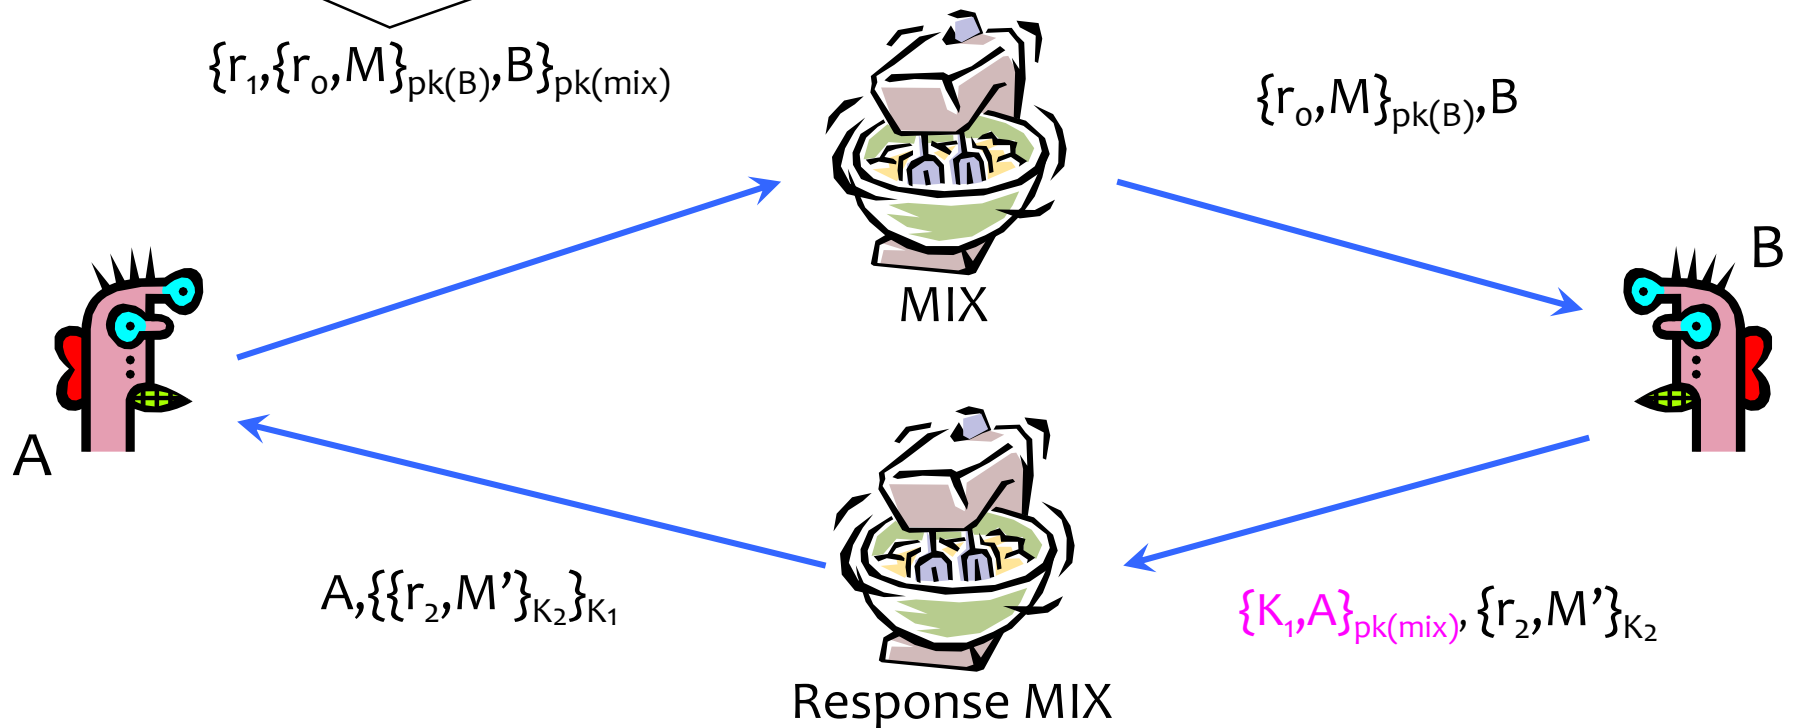 {r₁,{r₀,M}pk(B),B}pk(mix)
{r₀,M}pk(B),B
B
MIX
A
A,{{r₂,M’}K₂}K₁
{K₁,A}pk(mix), {r₂,M’}K₂
Response MIX